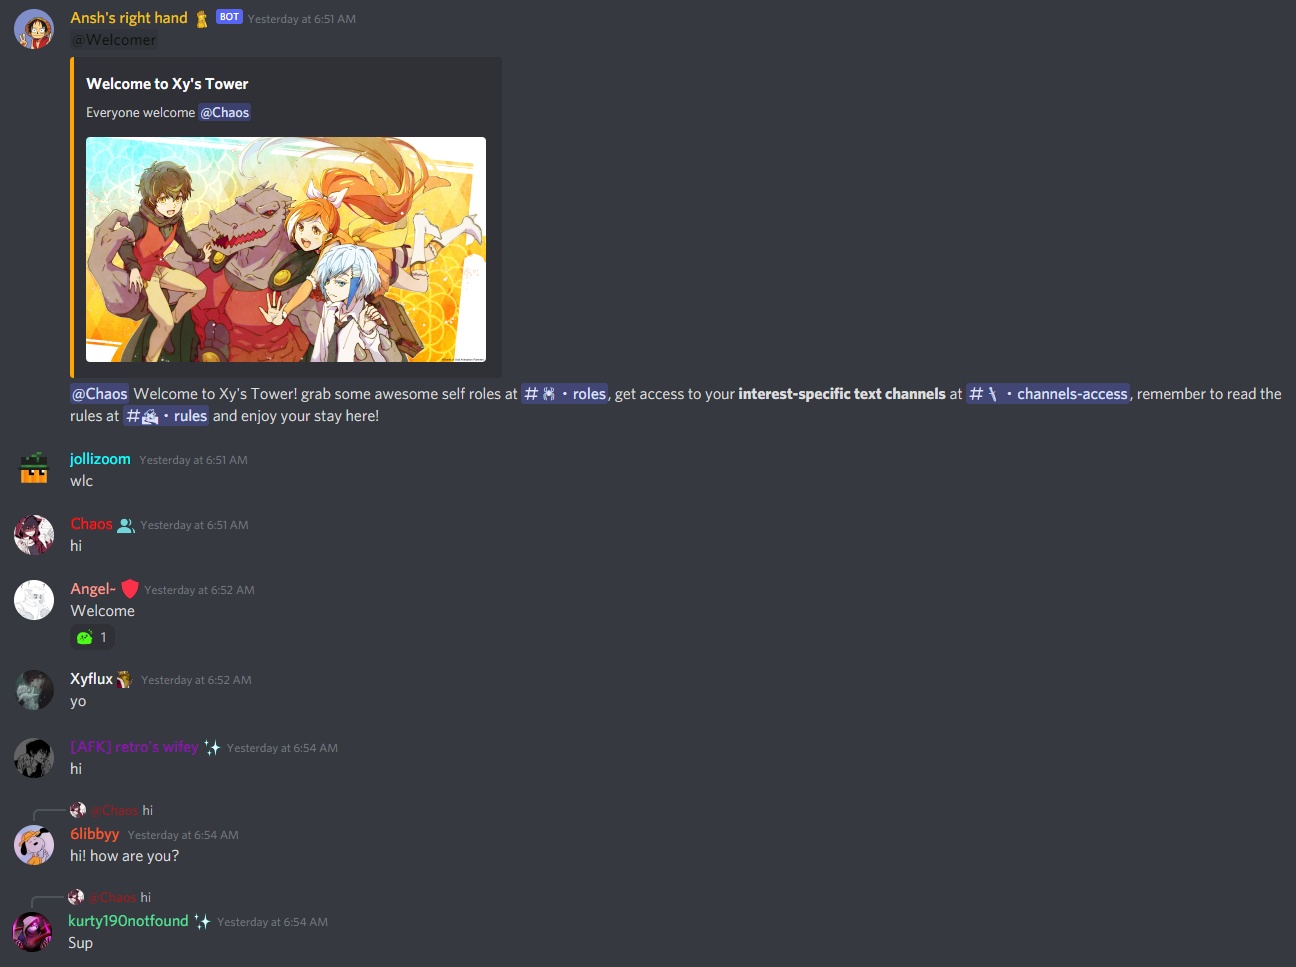 Ansh's right hand BOT Yesterday at 6:51 AM
@Welcomer
Welcome to Xy's Tower
Everyone welcome @Chaos
@Chaos Welcome to Xy's Tower! grab some awesome self roles at # • roles, get access to your interest-specific text channels at # • channels-access, remember to read the
rules at # • rules and enjoy your stay here!
jollizoom Yesterday at 6:51 AM
wlc
Chaos Yesterday at 6:51 AM
hi
Angel~ Yesterday at 6:52 AM
Welcome
1
Xyflux Yesterday at 6:52 AM
yo
[AFK] retro's wifey Yesterday at 6:54 AM
hi
@Chaos hi
6libbyy Yesterday at 6:54 AM
hi! how are you?
@Chaos hi
kurty190notfound Yesterday at 6:54 AM
Sup